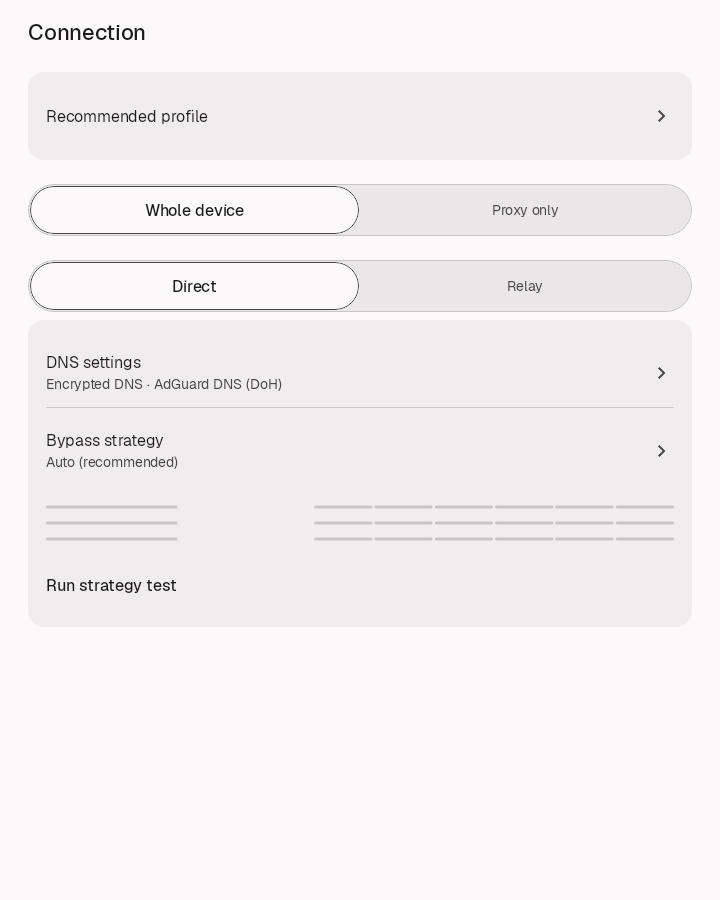 Connection
Recommended profile
Whole device
Proxy only
Direct
Relay
DNS settings
Encrypted DNS · AdGuard DNS (DoH)
Bypass strategy
Auto (recommended)
Run strategy test